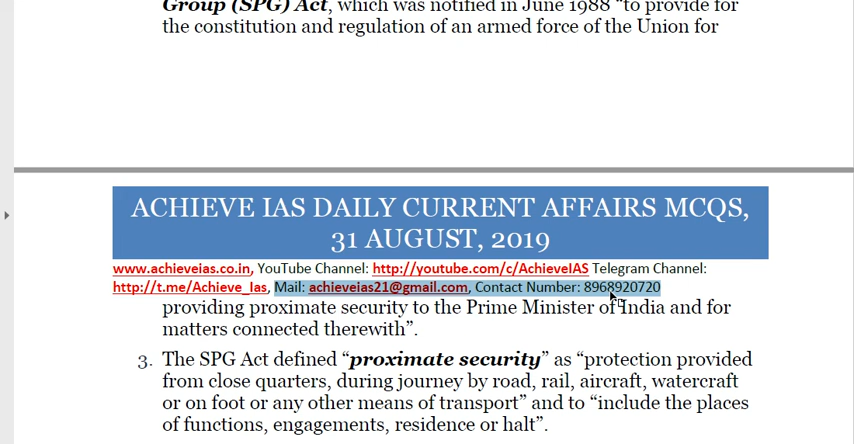 Group (SPG) Act, which was notified in June 1988 “to provide for
the constitution and regulation of an armed force of the Union for
ACHIEVE IAS DAILY CURRENT AFFAIRS MCQS,
31 AUGUST, 2019
www.achieveias.co.in, YouTube Channel: http://youtube.com/c/AchieveIAS Telegram Channel:
http://t.me/Achieve_Ias, Mail: achieveias21@gmail.com, Contact Number: 8968920720
providing proximate security to the Prime Minister of India and for
matters connected therewith”.
3. The SPG Act defined “proximate security” as “protection provided
from close quarters, during journey by road, rail, aircraft, watercraft
or on foot or any other means of transport” and to “include the places
of functions, engagements, residence or halt”.